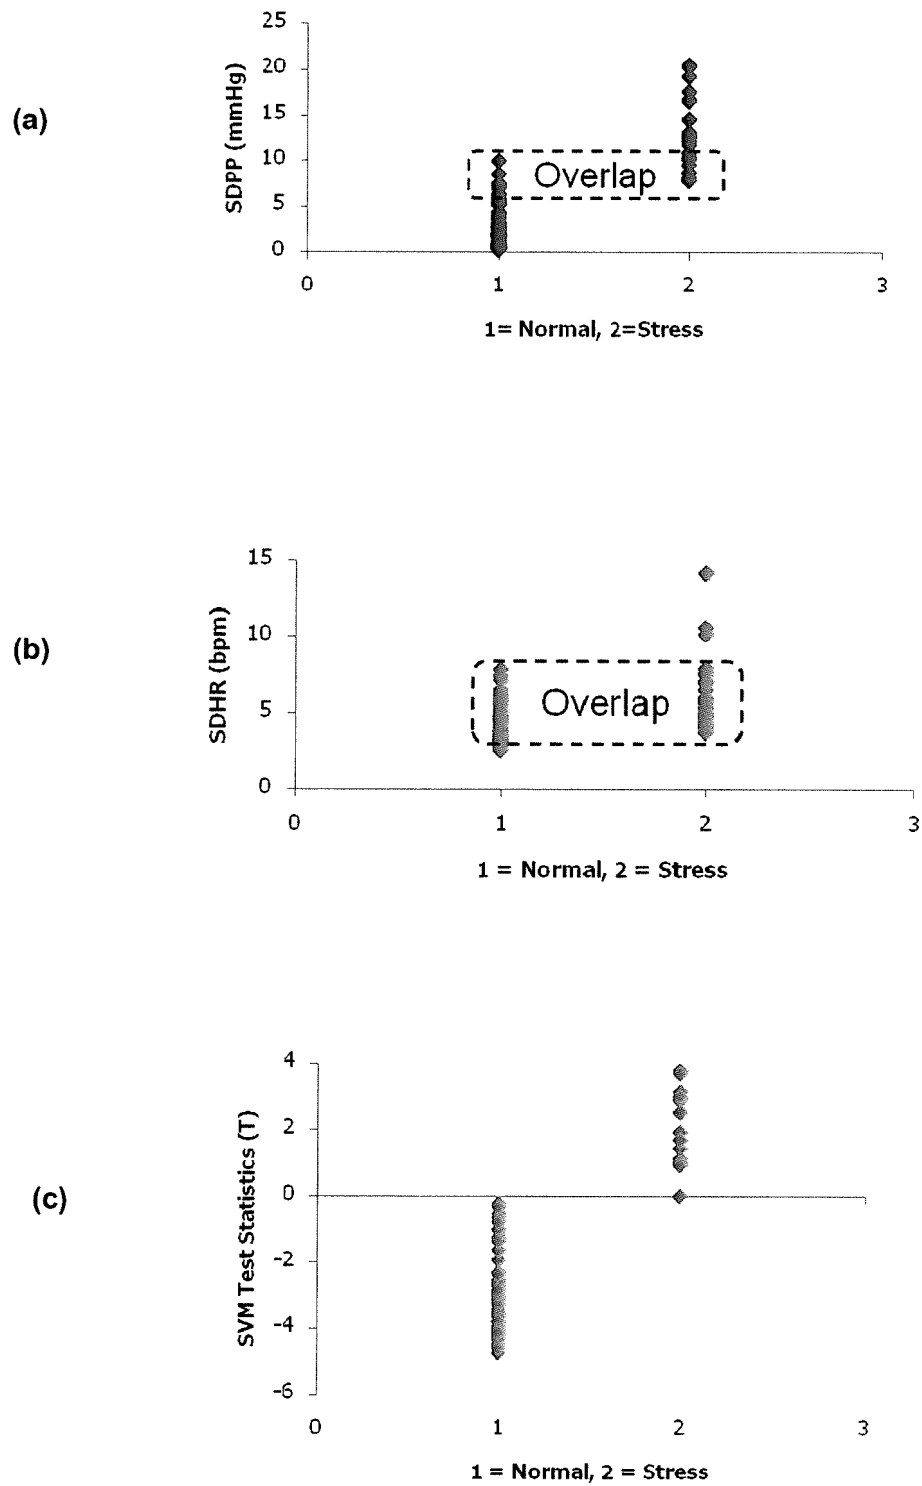 (a)
SDPP (mmHg)
25
20
15
10
5
0
Overlap
0 1 2 3
1= Normal, 2=Stress
(b)
SDHR (bpm)
15
10
5
0
Overlap
0 1 2 3
1 = Normal, 2 = Stress
(c)
SVM Test Statistics (T)
4
2
0
-2
-4
-6
0 1 2 3
1 = Normal, 2 = Stress